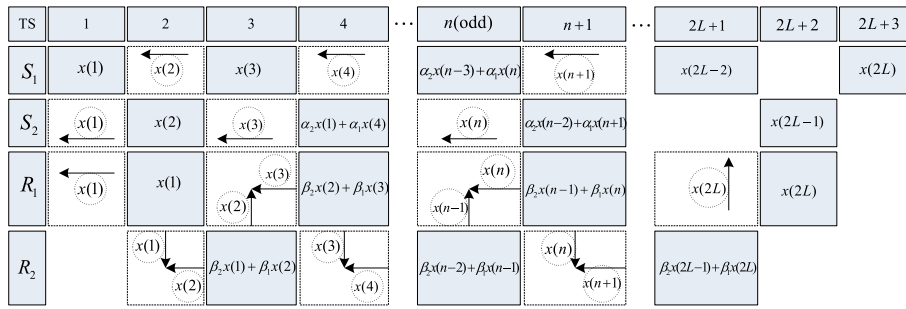 TS 1 2 3 4 ⋯ n(odd) n+1 ⋯ 2L+1 2L+2 2L+3
S₁ x(1) x(2) x(3) x(4) α₂x(n−3)+α₁x(n) x(n+1) x(2L−2) x(2L)
S₂ x(1) x(2) x(3) α₂x(1)+α₁x(4) x(n) α₂x(n−2)+α₁x(n+1) x(2L−1)
R₁ x(1) x(1) x(3) x(2) β₂x(2)+β₁x(3) x(n) x(n−1) β₂x(n−1)+β₁x(n) x(2L) x(2L)
R₂ x(1) x(2) β₂x(1)+β₁x(2) x(3) x(4) β₂x(n−2)+β₁x(n−1) x(n) x(n+1) β₂x(2L−1)+β₁x(2L)